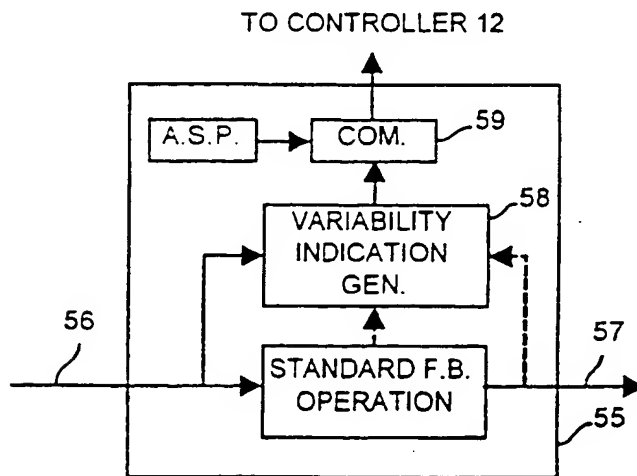 TO CONTROLLER 12
A.S.P.
COM.
59
58
VARIABILITY
INDICATION
GEN.
56
57
STANDARD F.B.
OPERATION
55